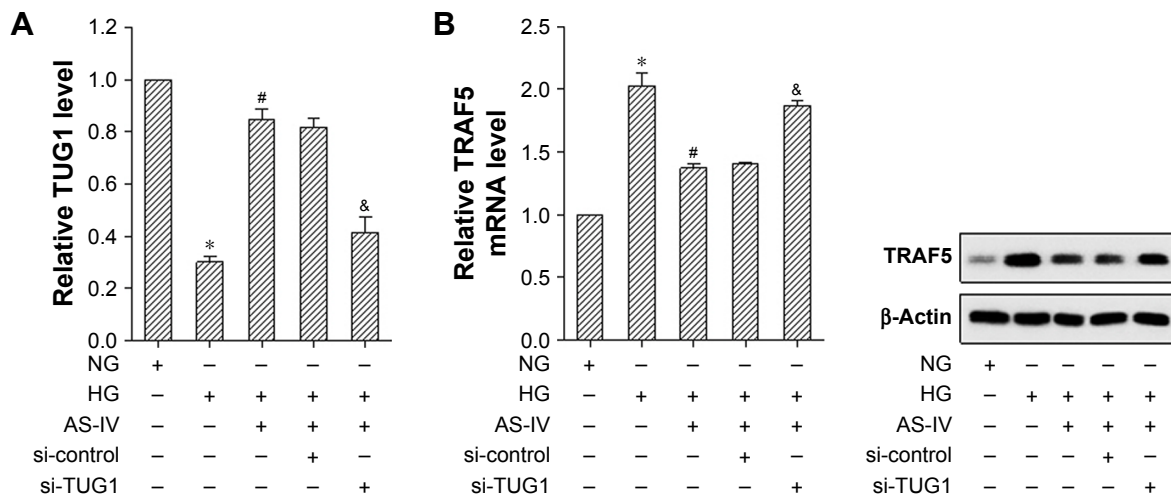 A
Relative TUG1 level
1.2
1.0
0.8
0.6
0.4
0.2
0.0
*
#
&
NG + – – – –
HG – + + + +
AS-IV – – + + +
si-control – – – + –
si-TUG1 – – – – +
B
Relative TRAF5
mRNA level
2.5
2.0
1.5
1.0
0.5
0.0
*
#
&
NG + – – – –
HG – + + + +
AS-IV – – + + +
si-control – – – + –
si-TUG1 – – – – +
TRAF5
β-Actin
NG + – – – –
HG – + + + +
AS-IV – – + + +
si-control – – – + –
si-TUG1 – – – – +